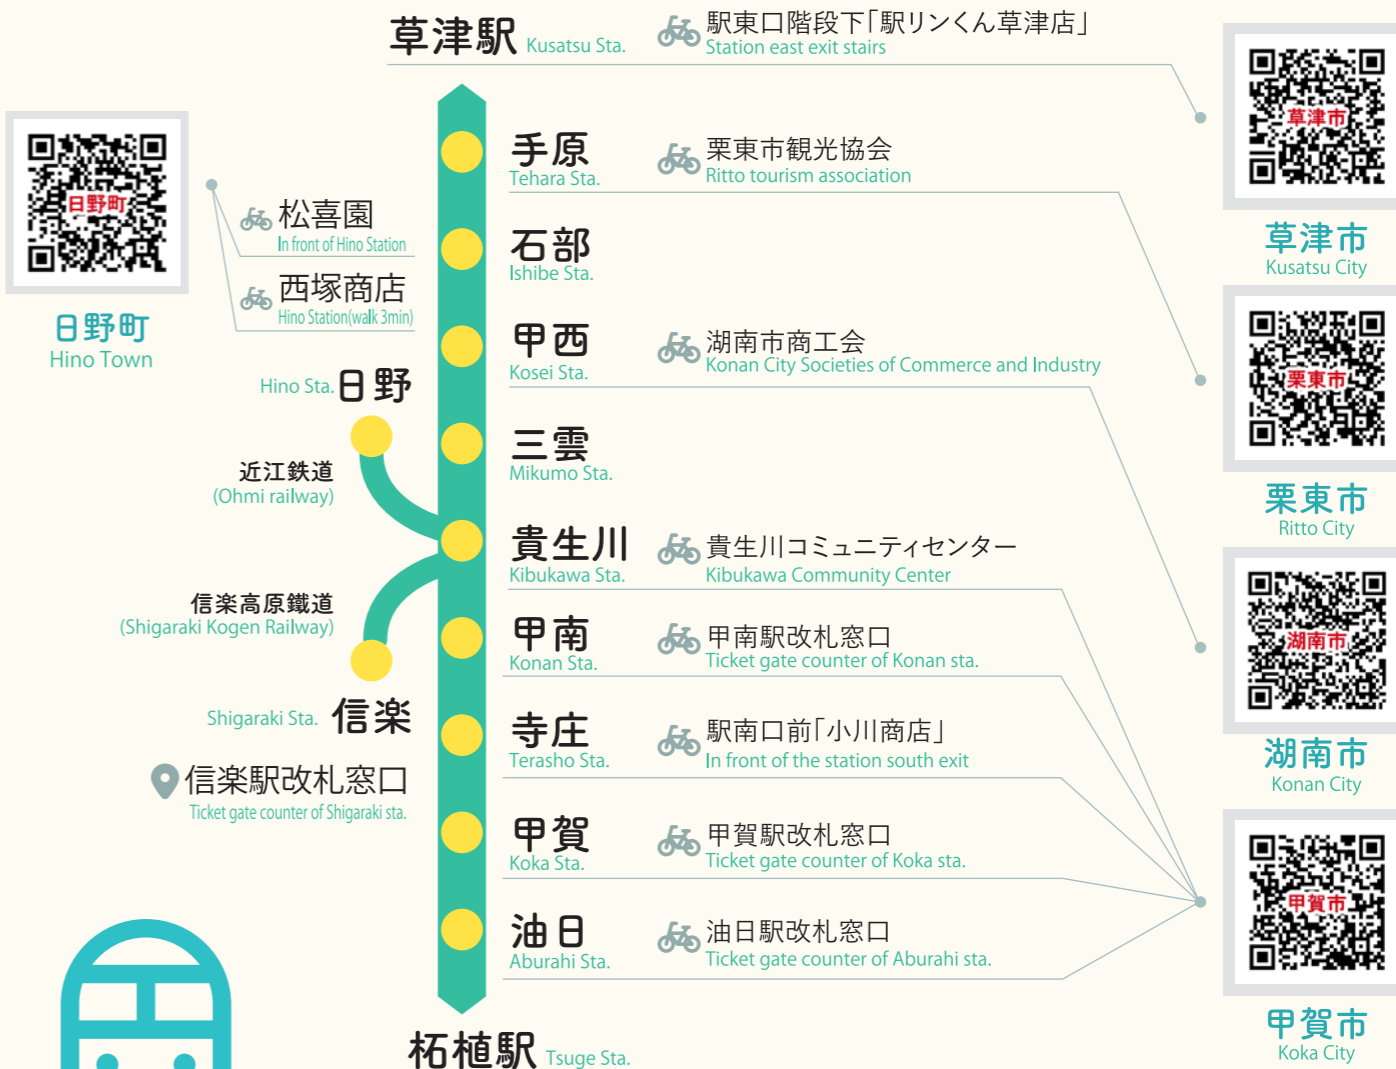 草津駅 Kusatsu Sta.
駅東口階段下「駅リンくん草津店」
Station east exit stairs
草津市
草津市
Kusatsu City
手原
Tehara Sta.
栗東市観光協会
Ritto tourism association
日野町
日野町
Hino Town
松喜園
In front of Hino Station
西塚商店
Hino Station(walk 3min)
石部
Ishibe Sta.
甲西
Kosei Sta.
湖南市商工会
Konan City Societies of Commerce and Industry
栗東市
栗東市
Ritto City
Hino Sta. 日野
近江鉄道
(Ohmi railway)
三雲
Mikumo Sta.
貴生川
Kibukawa Sta.
貴生川コミュニティセンター
Kibukawa Community Center
信楽高原鐵道
(Shigaraki Kogen Railway)
甲南
Konan Sta.
甲南駅改札窓口
Ticket gate counter of Konan sta.
湖南市
湖南市
Konan City
Shigaraki Sta. 信楽
信楽駅改札窓口
Ticket gate counter of Shigaraki sta.
寺庄
Terasho Sta.
駅南口前「小川商店」
In front of the station south exit
甲賀
Koka Sta.
甲賀駅改札窓口
Ticket gate counter of Koka sta.
油日
Aburahi Sta.
油日駅改札窓口
Ticket gate counter of Aburahi sta.
甲賀市
甲賀市
Koka City
柘植駅 Tsuge Sta.